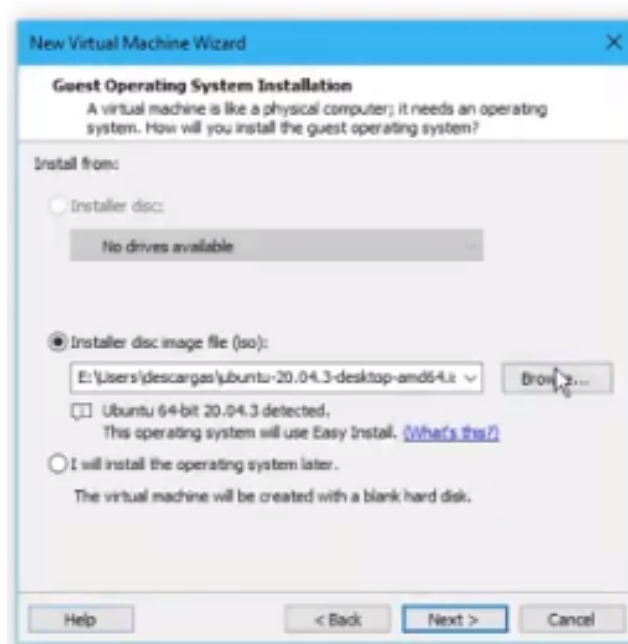 New Virtual Machine Wizard
Guest Operating System Installation
A virtual machine is like a physical computer; it needs an operating
system. How will you install the guest operating system?
Install from:
Installer disc:
No drives available
Installer disc image file (iso):
E:\Users\descargas\ubuntu-20.04.3-desktop-amd64.i
Browse...
Ubuntu 64-bit 20.04.3 detected.
This operating system will use Easy Install. (What's this?)
I will install the operating system later.
The virtual machine will be created with a blank hard disk.
Help
< Back
Next >
Cancel